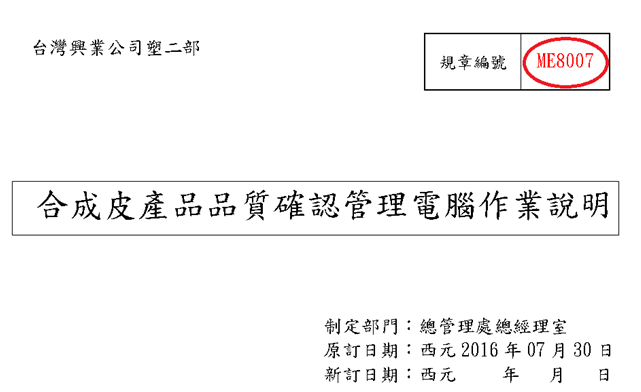 台灣興業公司塑二部
規章編號 ME8007
合成皮產品品質確認管理電腦作業說明
制定部門：總管理處總經理室
原訂日期：西元 2016 年 07 月 30 日
新訂日期：西元 年 月 日